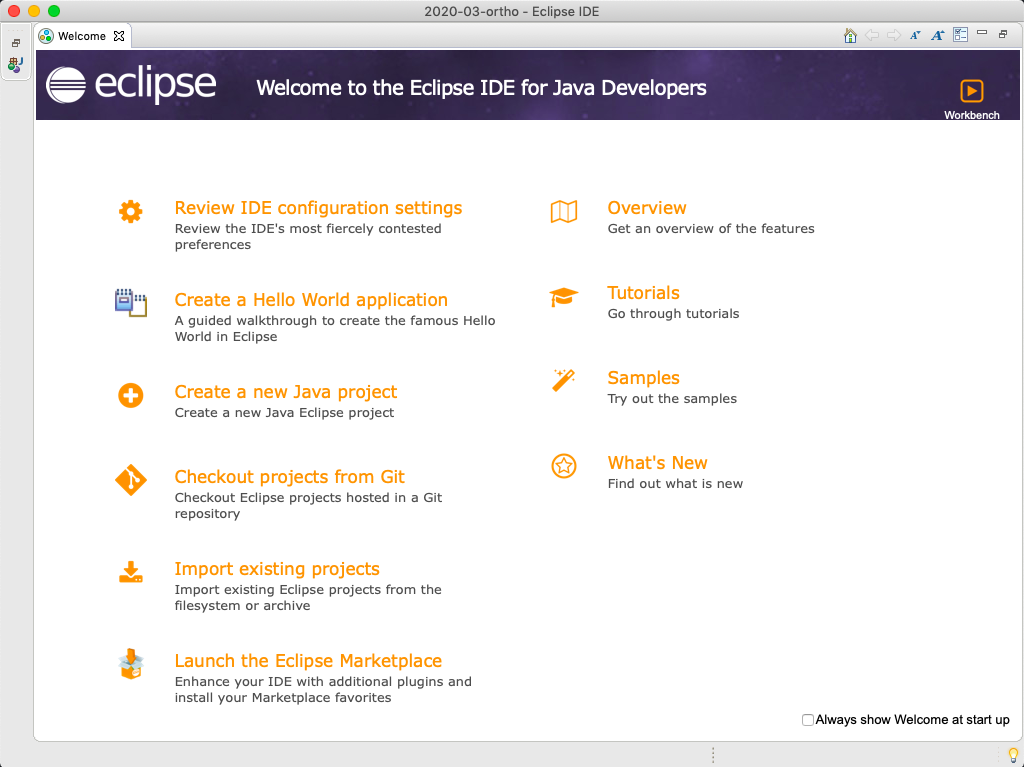 2020-03-ortho - Eclipse IDE
Welcome
eclipse
Welcome to the Eclipse IDE for Java Developers
Workbench
Review IDE configuration settings
Review the IDE's most fiercely contested
preferences
Create a Hello World application
A guided walkthrough to create the famous Hello
World in Eclipse
Create a new Java project
Create a new Java Eclipse project
Checkout projects from Git
Checkout Eclipse projects hosted in a Git
repository
Import existing projects
Import existing Eclipse projects from the
filesystem or archive
Launch the Eclipse Marketplace
Enhance your IDE with additional plugins and
install your Marketplace favorites
Overview
Get an overview of the features
Tutorials
Go through tutorials
Samples
Try out the samples
What's New
Find out what is new
Always show Welcome at start up